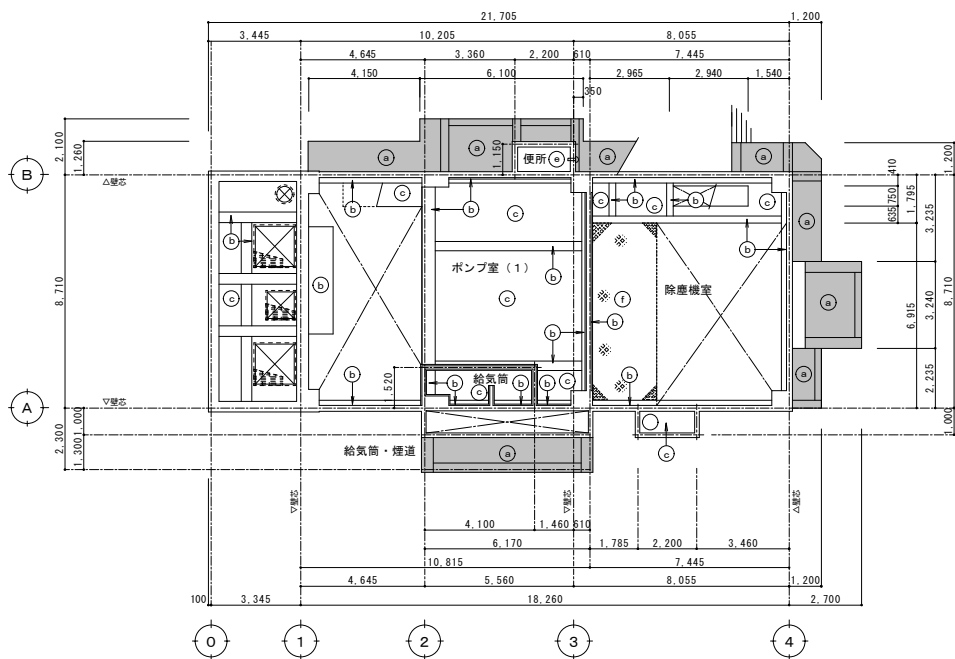 21,705
1,200
3,445
10,205
8,055
4,645
3,360
2,200
610
7,445
4,150
6,100
2,965
2,940
1,540
350
2,100
1,260
1,150
便所 e
a
a
a
a
B
△壁芯
1,200
410
1,795
750
635
3,235
b
c
b
c
b
c
b
c
b
c
b
a
b
b
ポンプ室（1）
b
除塵機室
c
c
f
a
8,710
6,915
3,240
8,710
b
b
b
b
給気筒
b
b
b
c
c
a
1,520
2,235
A
▽壁芯
2,300
1,000
1,300
1,000
給気筒・煙道
a
c
▽壁芯
▽壁芯
△壁芯
4,100
1,460
610
6,170
1,785
2,200
3,460
10,815
7,445
4,645
5,560
8,055
1,200
100
3,345
18,260
2,700
0
1
2
3
4